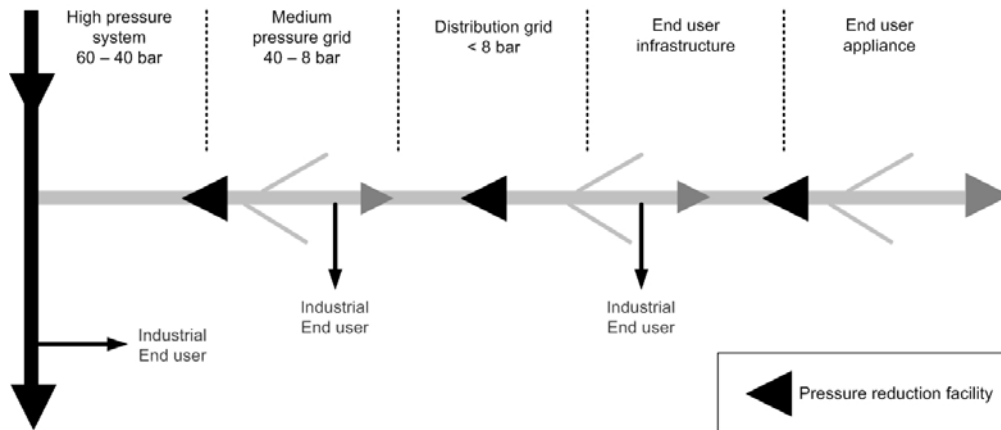 High pressure
system
60 – 40 bar
Medium
pressure grid
40 – 8 bar
Distribution grid
< 8 bar
End user
infrastructure
End user
appliance
Industrial
End user
Industrial
End user
Industrial
End user
Pressure reduction facility